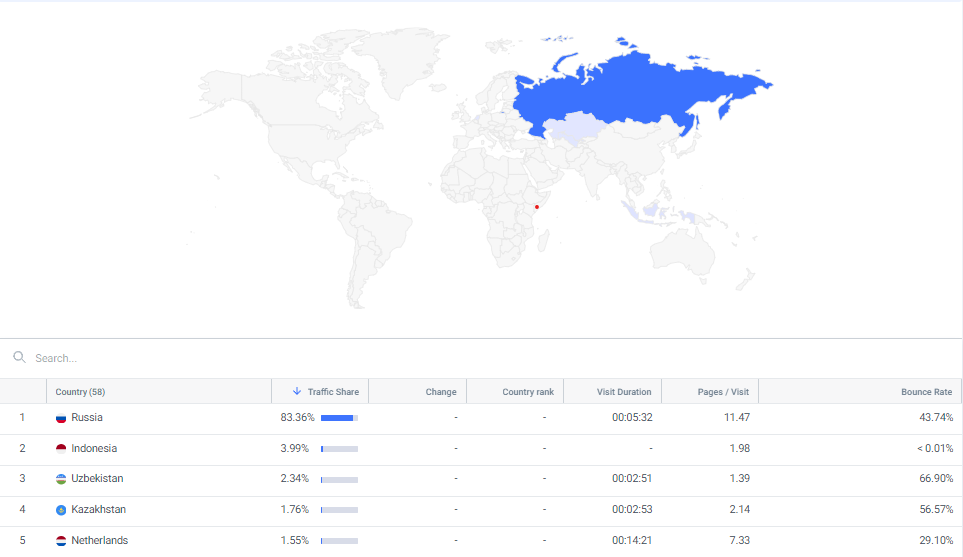 Search...
Country (58) Traffic Share Change Country rank Visit Duration Pages / Visit Bounce Rate
1 Russia 83.36% - - 00:05:32 11.47 43.74%
2 Indonesia 3.99% - - - 1.98 < 0.01%
3 Uzbekistan 2.34% - - 00:02:51 1.39 66.90%
4 Kazakhstan 1.76% - - 00:02:53 2.14 56.57%
5 Netherlands 1.55% - - 00:14:21 7.33 29.10%